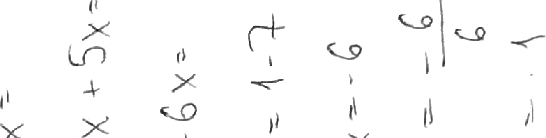 x =
x + 5x =
6x =
= 1 - 7
= - 6
= - 6
6
= - 1